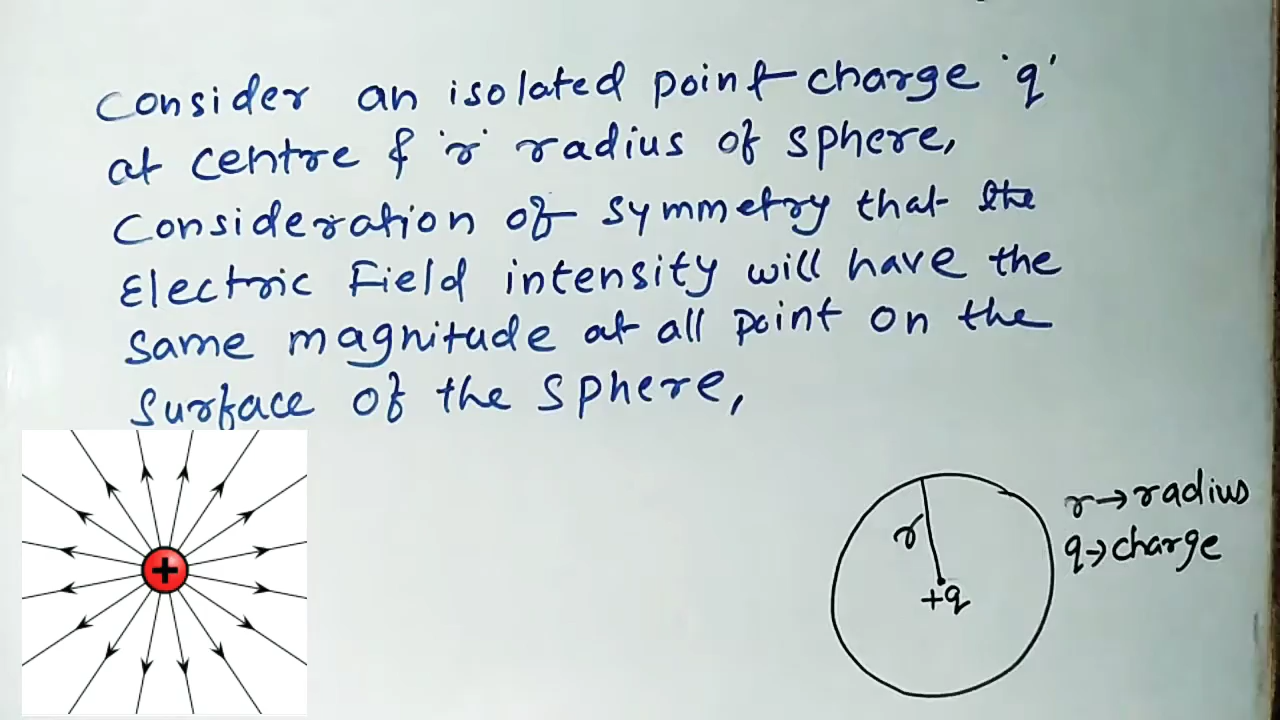 Consider an isolated point charge 'q'
at centre & 'r' radius of sphere,
Consideration of symmetry that the
Electric Field intensity will have the
Same magnitude at all point on the
Surface of the sphere,
+
r
+q
r→radius
q→charge